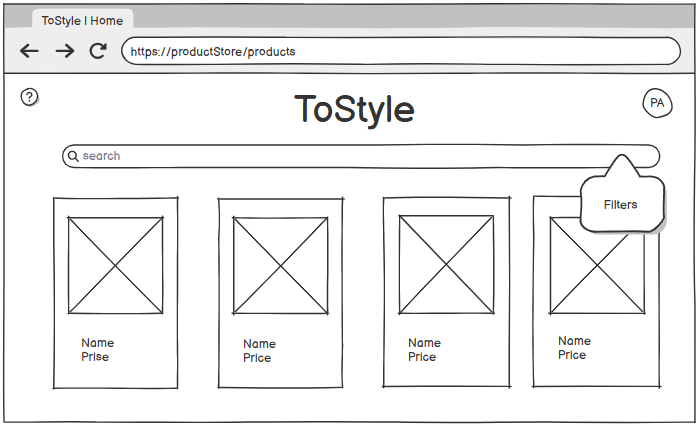 ToStyle | Home
https://productStore/products
?
ToStyle
PA
search
Filters
Name
Prise
Name
Price
Name
Price
Name
Price